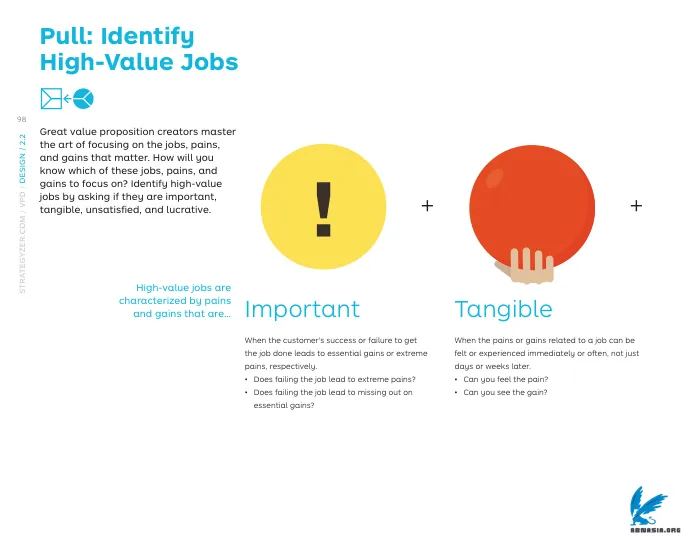 Pull: Identify
High-Value Jobs
98
STRATEGYZER.COM / VPD / DESIGN / 2.2
Great value proposition creators master
the art of focusing on the jobs, pains,
and gains that matter. How will you
know which of these jobs, pains, and
gains to focus on? Identify high-value
jobs by asking if they are important,
tangible, unsatisfied, and lucrative.
!
+
+
High-value jobs are
characterized by pains
and gains that are...
Important
When the customer's success or failure to get
the job done leads to essential gains or extreme
pains, respectively.
• Does failing the job lead to extreme pains?
• Does failing the job lead to missing out on
essential gains?
Tangible
When the pains or gains related to a job can be
felt or experienced immediately or often, not just
days or weeks later.
• Can you feel the pain?
• Can you see the gain?
ABNASIA.ORG